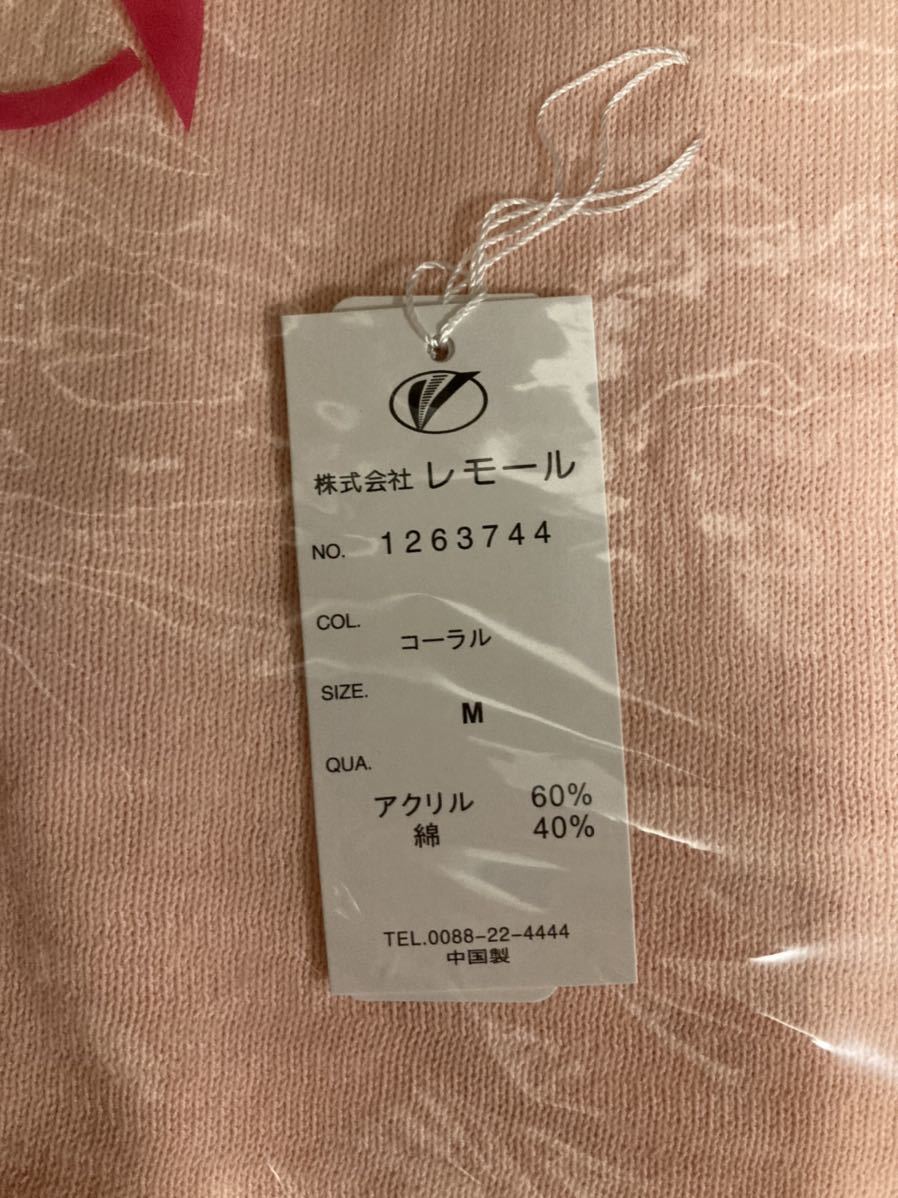 株式会社 レモール
NO. 1263744
COL.
コーラル
SIZE.
M
QUA.
アクリル 60%
綿 40%
TEL.0088-22-4444
中国製